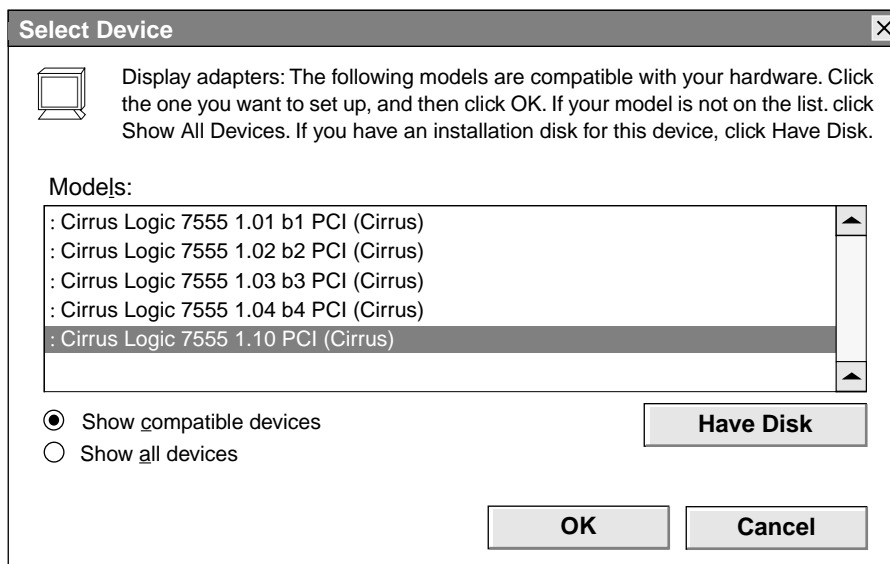 Select Device
Display adapters: The following models are compatible with your hardware. Click
the one you want to set up, and then click OK. If your model is not on the list. click
Show All Devices. If you have an installation disk for this device, click Have Disk.
Models:
: Cirrus Logic 7555 1.01 b1 PCI (Cirrus)
: Cirrus Logic 7555 1.02 b2 PCI (Cirrus)
: Cirrus Logic 7555 1.03 b3 PCI (Cirrus)
: Cirrus Logic 7555 1.04 b4 PCI (Cirrus)
: Cirrus Logic 7555 1.10 PCI (Cirrus)
Show compatible devices
Have Disk
Show all devices
OK
Cancel